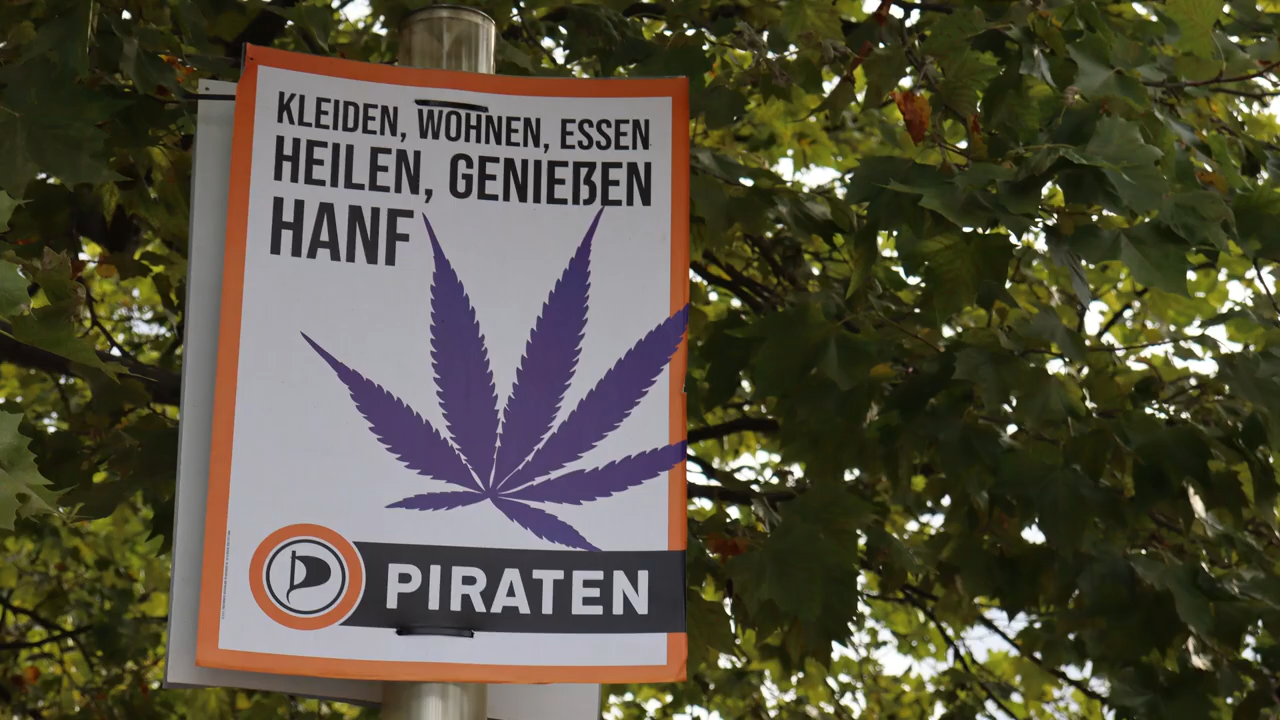 KLEIDEN, WOHNEN, ESSEN
HEILEN, GENIEẞEN
HANF
PIRATEN